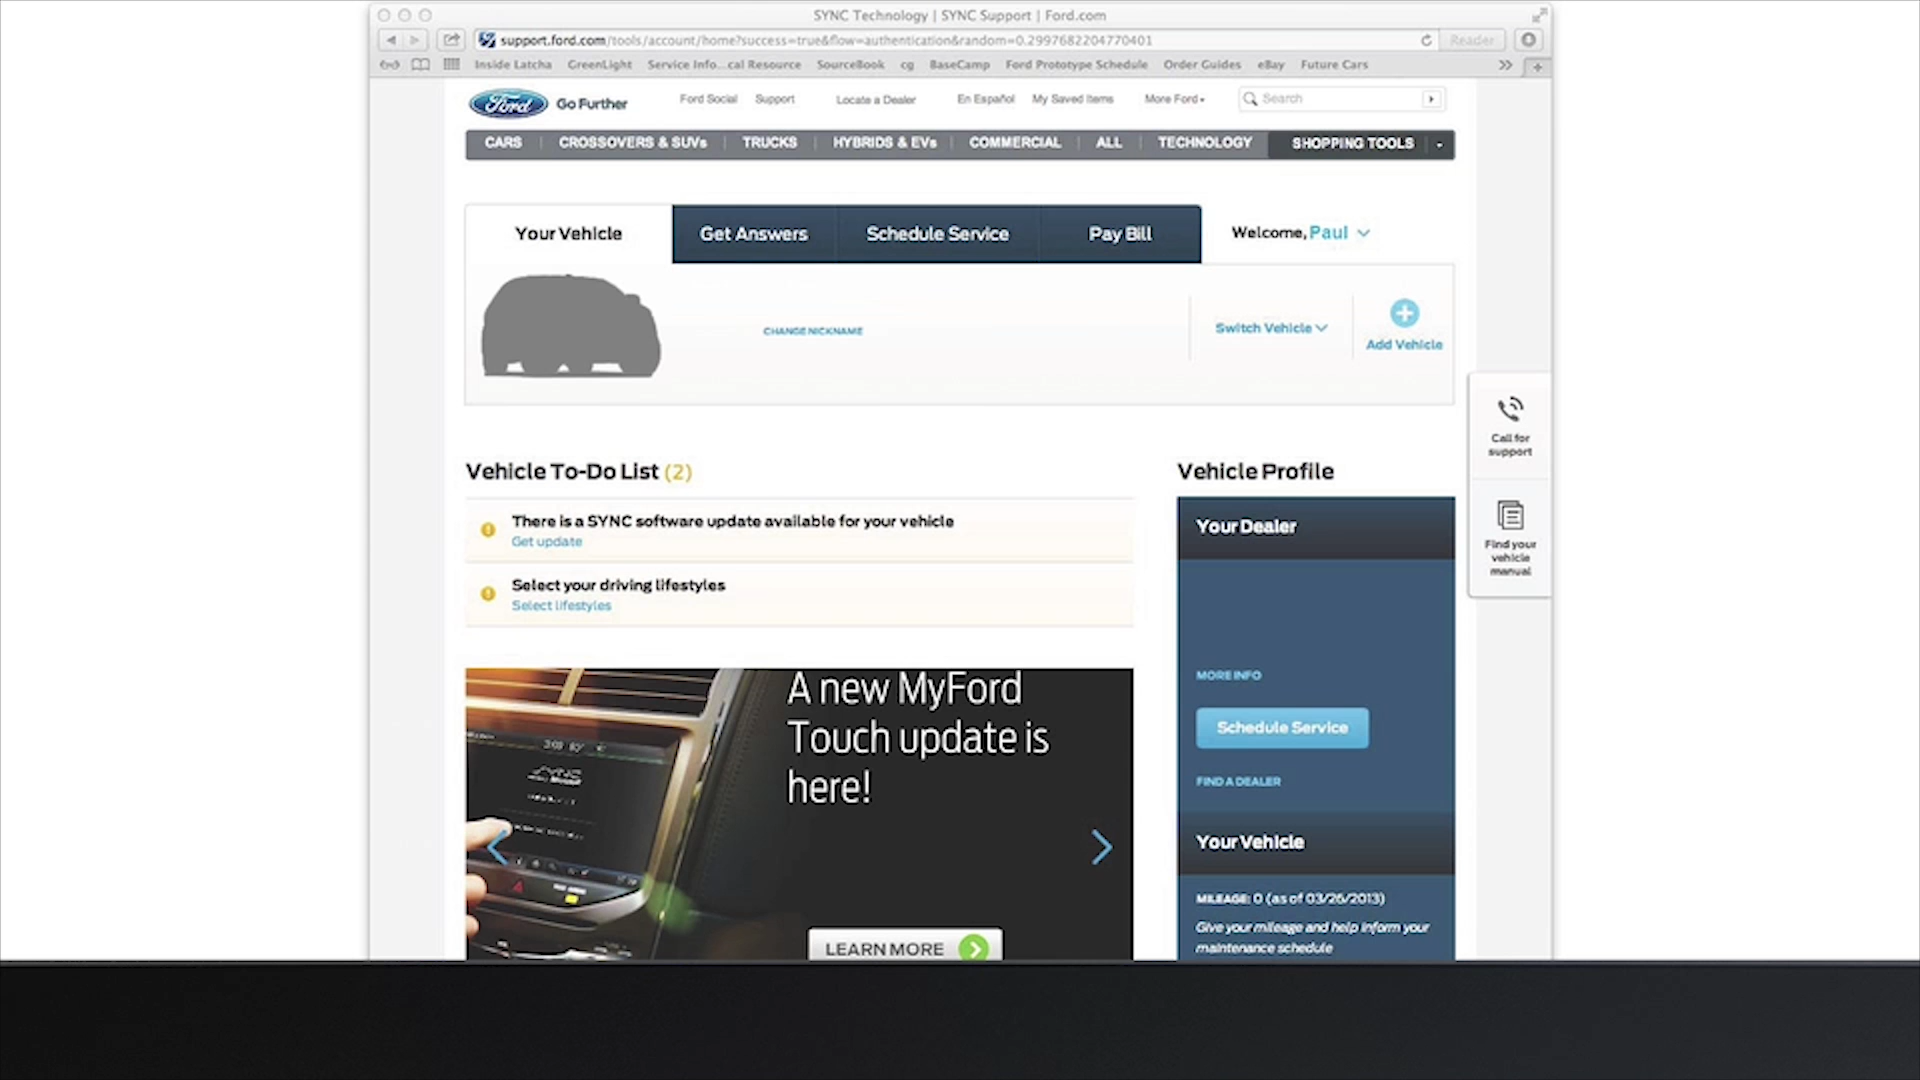 SYNC Technology | SYNC Support | Ford.com
support.ford.com/tools/account/home?success=true&flow=authentication&random=0.2997682204770401
Reader
Inside Latcha GreenLight Service Info...cal Resource SourceBook cg BaseCamp Ford Prototype Schedule Order Guides eBay Future Cars
Ford Go Further Ford Social Support Locate a Dealer En Español My Saved Items More Ford Search
CARS CROSSOVERS & SUVs TRUCKS HYBRIDS & EVs COMMERCIAL ALL TECHNOLOGY SHOPPING TOOLS
Your Vehicle Get Answers Schedule Service Pay Bill Welcome, Paul
CHANGE NICKNAME Switch Vehicle Add Vehicle
Call for
support
Find your
vehicle
manual
Vehicle To-Do List (2)
There is a SYNC software update available for your vehicle
Get update
Select your driving lifestyles
Select lifestyles
A new MyFord
Touch update is
here!
LEARN MORE
Vehicle Profile
Your Dealer
MORE INFO
Schedule Service
FIND A DEALER
Your Vehicle
MILEAGE: 0 (as of 03/26/2013)
Give your mileage and help inform your
maintenance schedule